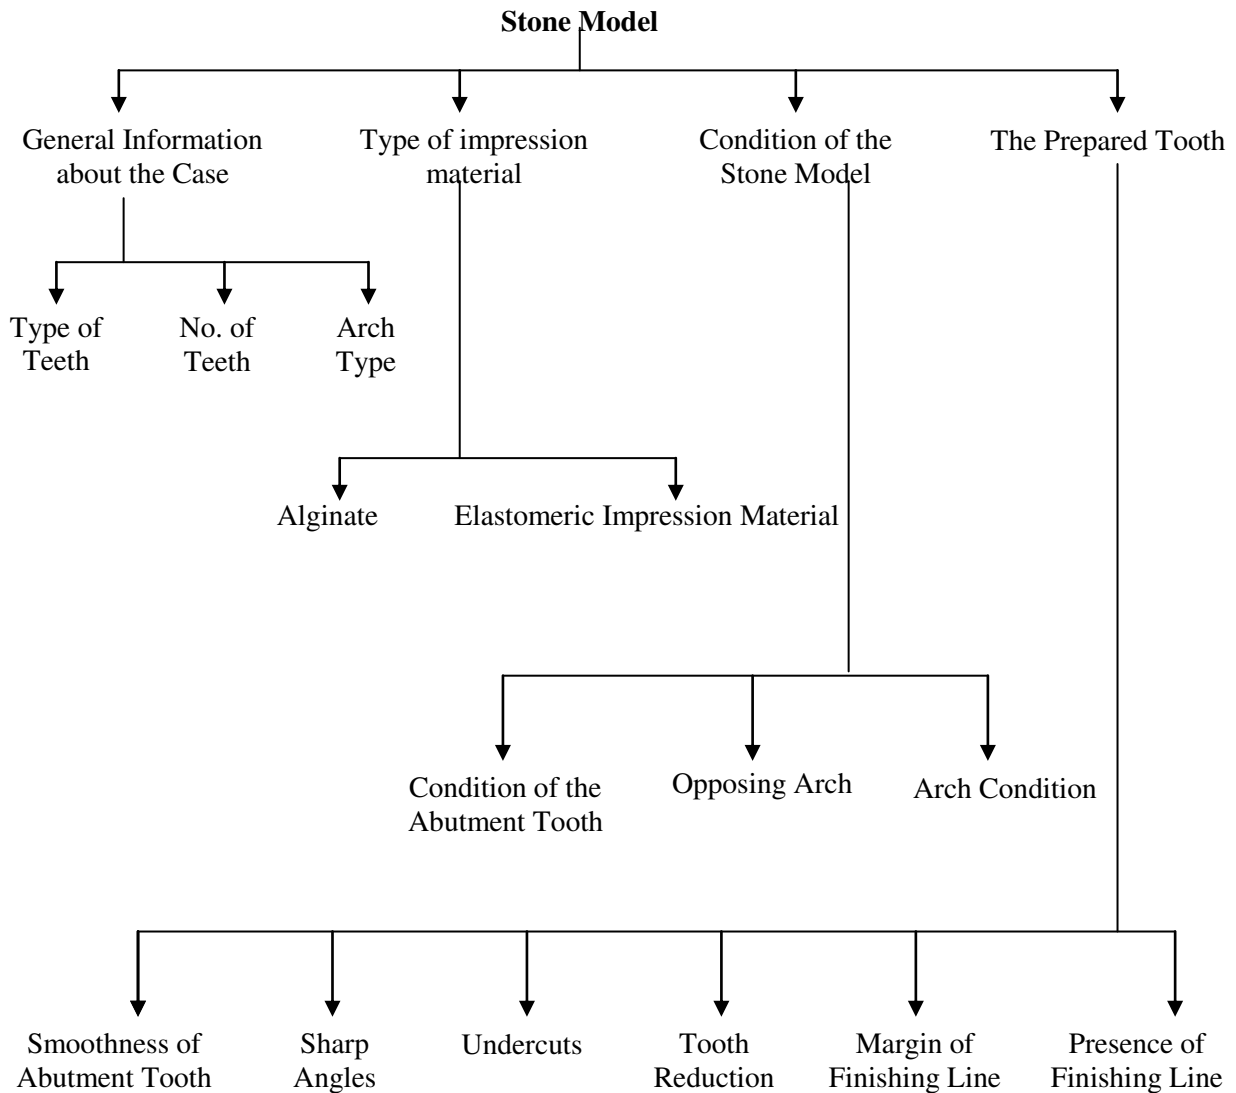 Stone Model
General Information
about the Case
Type of impression
material
Condition of the
Stone Model
The Prepared Tooth
Type of
Teeth
No. of
Teeth
Arch
Type
Alginate
Elastomeric Impression Material
Condition of the
Abutment Tooth
Opposing Arch
Arch Condition
Smoothness of
Abutment Tooth
Sharp
Angles
Undercuts
Tooth
Reduction
Margin of
Finishing Line
Presence of
Finishing Line